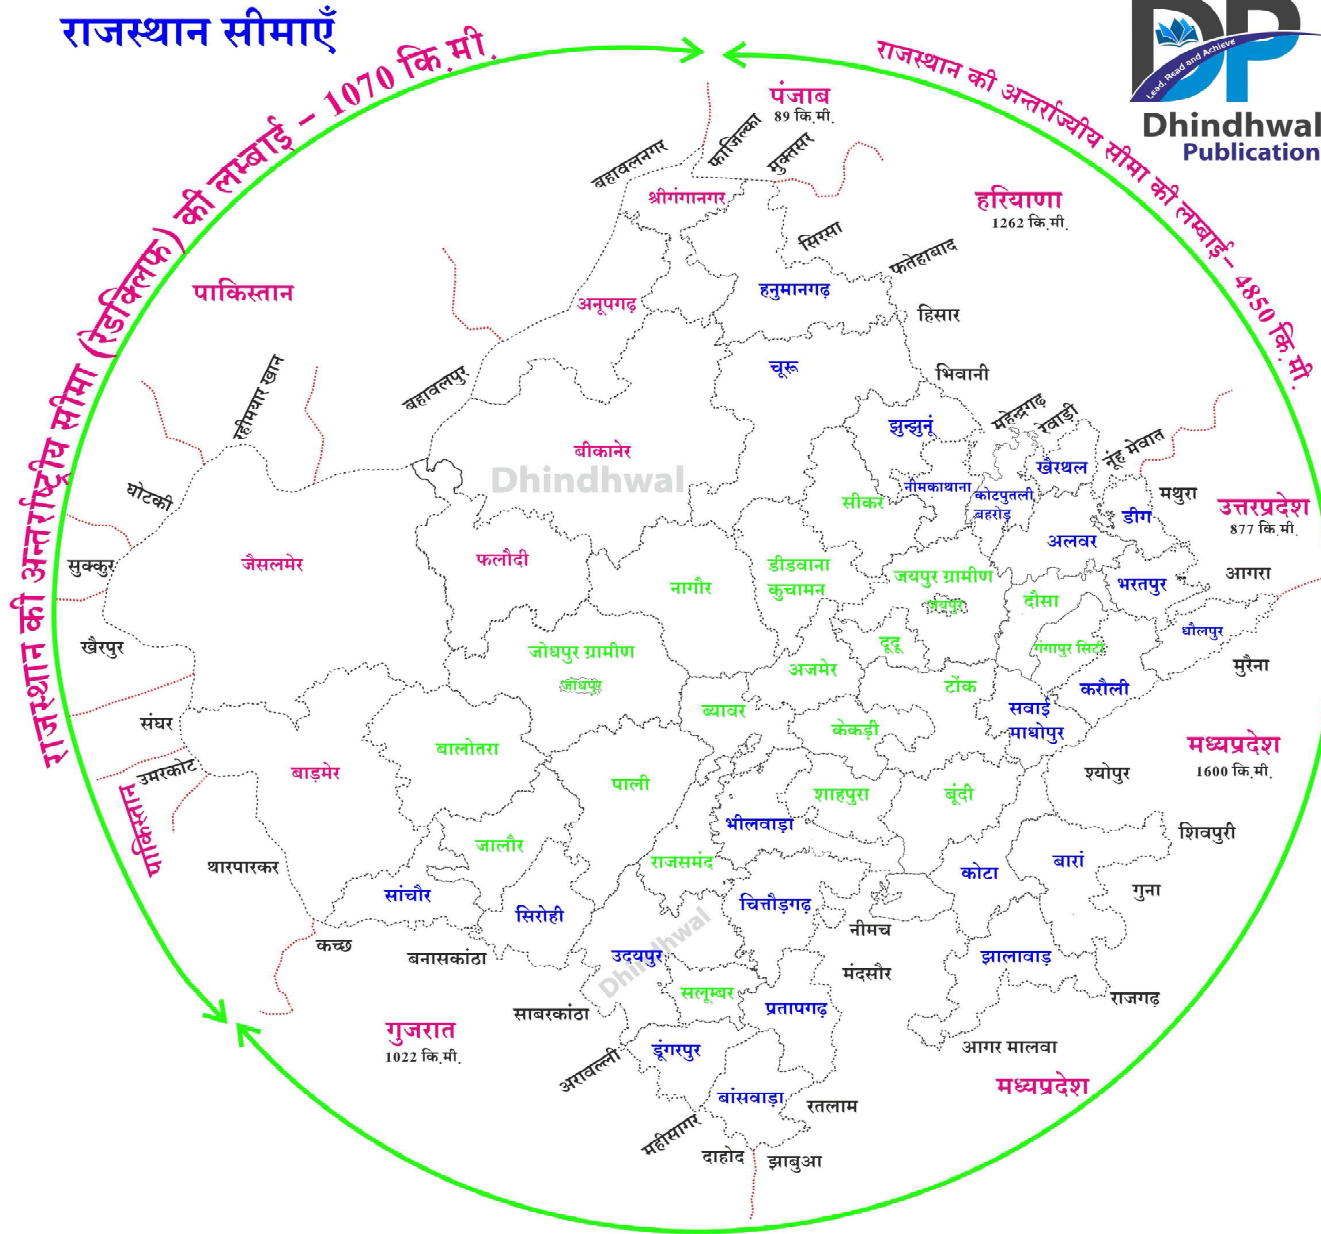 राजस्थान सीमाएँ
राजस्थान की अन्तर्राष्ट्रीय सीमा (रेडक्लिफ) की लम्बाई – 1070 कि.मी.
राजस्थान की अन्तर्राज्यीय सीमा की लम्बाई – 4850 कि.मी.
DP
Lead, Read and Achieve
Dhindhwal
Publication
पंजाब
89 कि.मी.
फाजिल्का
मुक्तसर
बहावलनगर
श्रीगंगानगर
हरियाणा
1262 कि.मी.
सिरसा
फतेहाबाद
पाकिस्तान
अनूपगढ़
हनुमानगढ़
हिसार
चूरू
भिवानी
बहावलपुर
रहीमयार खान
महेन्द्रगढ़
रेवाड़ी
झुन्झुनूं
नूंह मेवात
बीकानेर
खैरथल
Dhindhwal
घोटकी
सीकर
नीमकाथाना
कोटपुतली
बहरोड़
मथुरा
डीग
उत्तरप्रदेश
877 कि.मी.
अलवर
सुक्कुर
जैसलमेर
फलौदी
नागौर
डीडवाना
कुचामन
जयपुर ग्रामीण
जयपुर
दौसा
भरतपुर
आगरा
खैरपुर
जोधपुर ग्रामीण
जोधपुर
अजमेर
दूदू
गंगापुर सिटी
धौलपुर
मुरैना
टोंक
करौली
संघर
ब्यावर
केकड़ी
सवाई
माधोपुर
बालोतरा
मध्यप्रदेश
1600 कि.मी.
उमरकोट
बाड़मेर
पाली
शाहपुरा
बूंदी
श्योपुर
पाकिस्तान
भीलवाड़ा
शिवपुरी
जालौर
राजसमंद
थारपारकर
कोटा
बारां
सांचौर
सिरोही
चित्तौड़गढ़
गुना
नीमच
कच्छ
बनासकांठा
उदयपुर
Dhindhwal
झालावाड़
मंदसौर
सलूम्बर
प्रतापगढ़
राजगढ़
साबरकांठा
गुजरात
1022 कि.मी.
डूंगरपुर
आगर मालवा
अरावल्ली
मध्यप्रदेश
बांसवाड़ा
रतलाम
महीसागर
दाहोद
झाबुआ